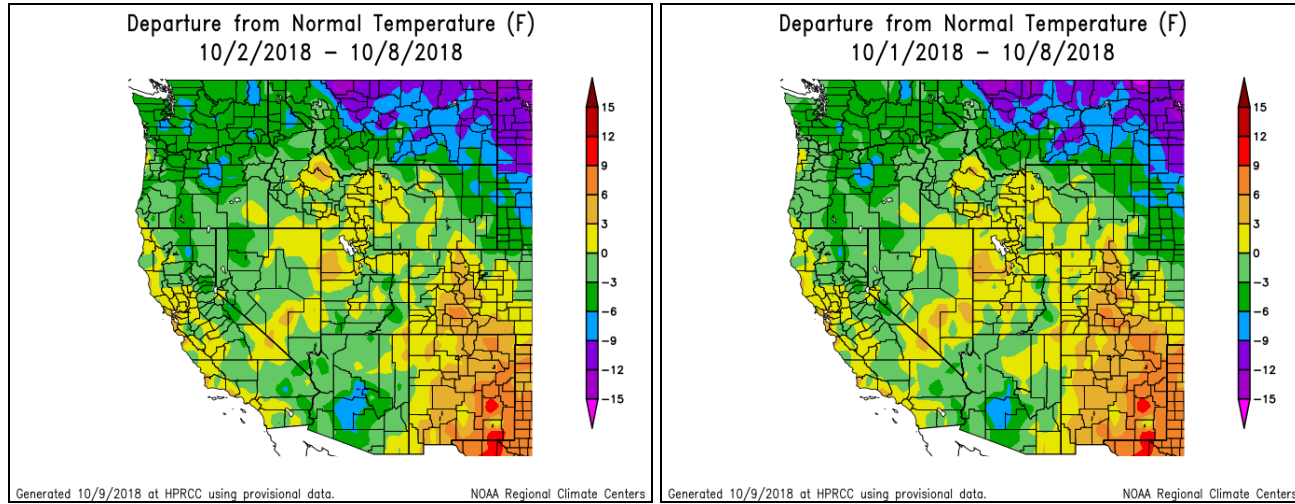 Departure from Normal Temperature (F)
10/2/2018 – 10/8/2018
15
12
9
6
3
0
−3
−6
−9
−12
−15
Generated 10/9/2018 at HPRCC using provisional data.
NOAA Regional Climate Centers
Departure from Normal Temperature (F)
10/1/2018 – 10/8/2018
15
12
9
6
3
0
−3
−6
−9
−12
−15
Generated 10/9/2018 at HPRCC using provisional data.
NOAA Regional Climate Centers